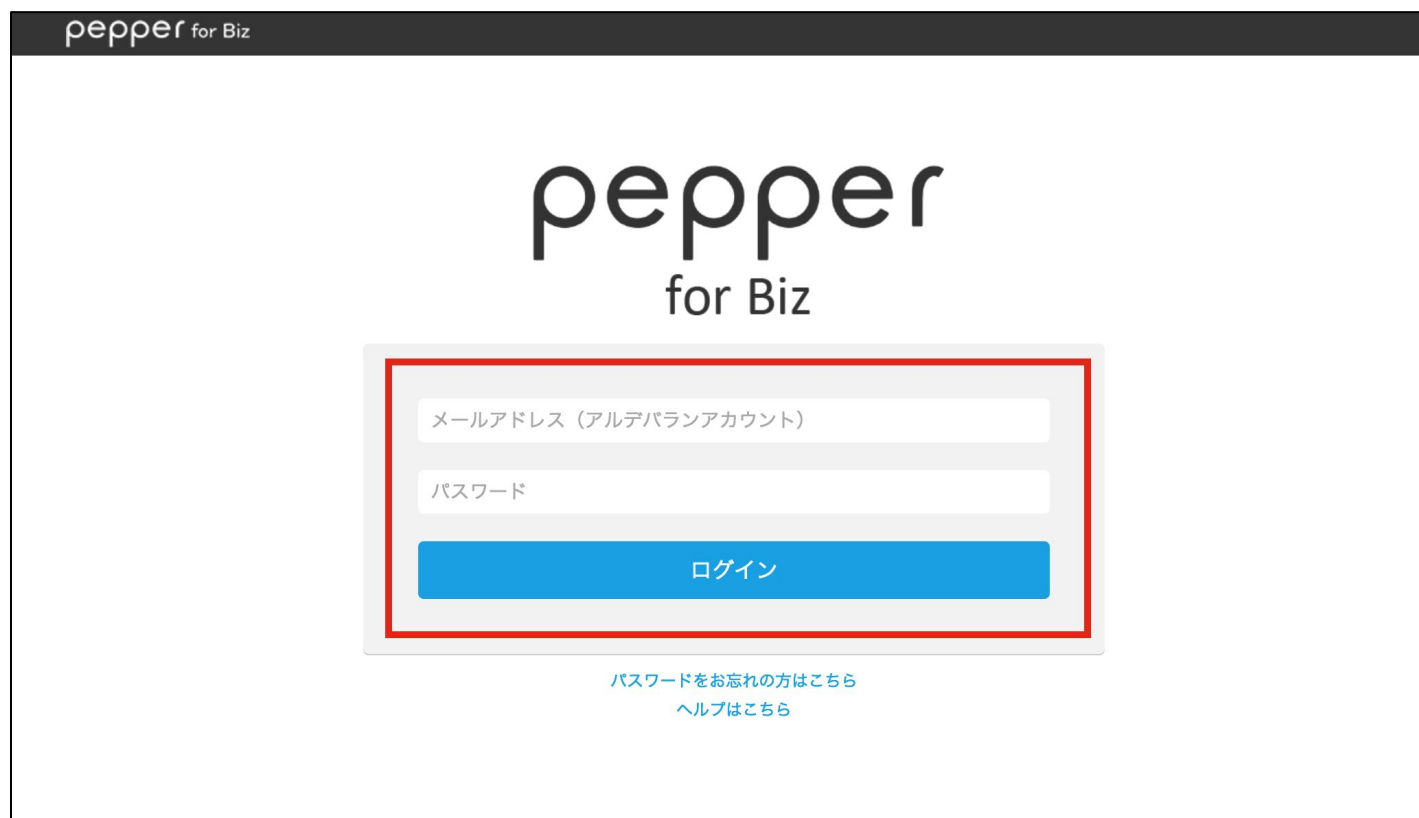 pepper for Biz
pepper
for Biz
メールアドレス（アルデバランアカウント）
パスワード
ログイン
パスワードをお忘れの方はこちら
ヘルプはこちら